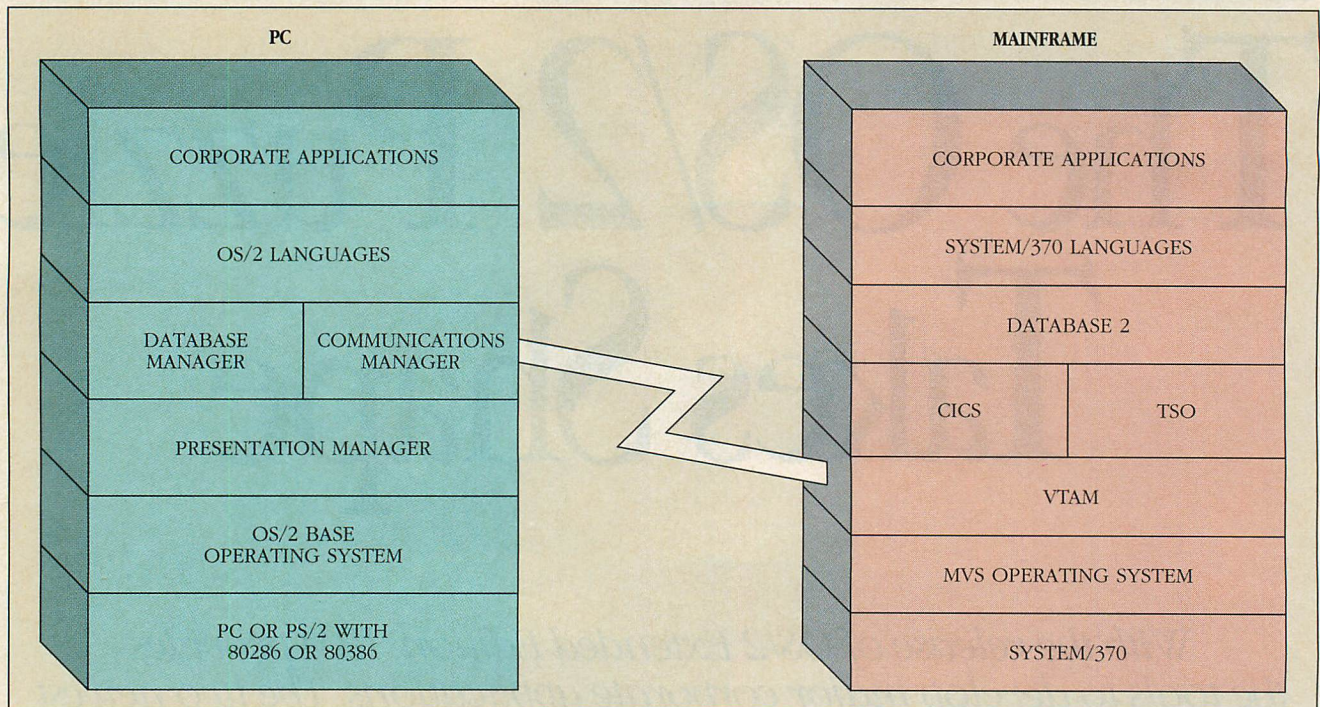 PC
CORPORATE APPLICATIONS
OS/2 LANGUAGES
DATABASE
MANAGER
COMMUNICATIONS
MANAGER
PRESENTATION MANAGER
OS/2 BASE
OPERATING SYSTEM
PC OR PS/2 WITH
80286 OR 80386
MAINFRAME
CORPORATE APPLICATIONS
SYSTEM/370 LANGUAGES
DATABASE 2
CICS
TSO
VTAM
MVS OPERATING SYSTEM
SYSTEM/370